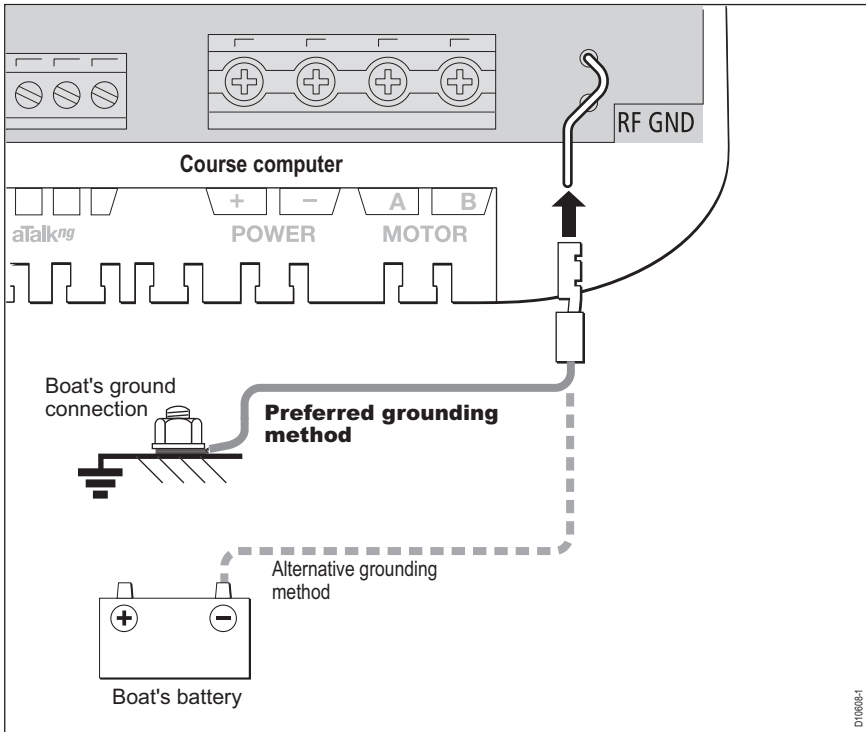 RF GND
Course computer
+ − A B
aTalkng
POWER MOTOR
Boat's ground
connection
Preferred grounding
method
Alternative grounding
method
+ −
Boat's battery
D10608-1